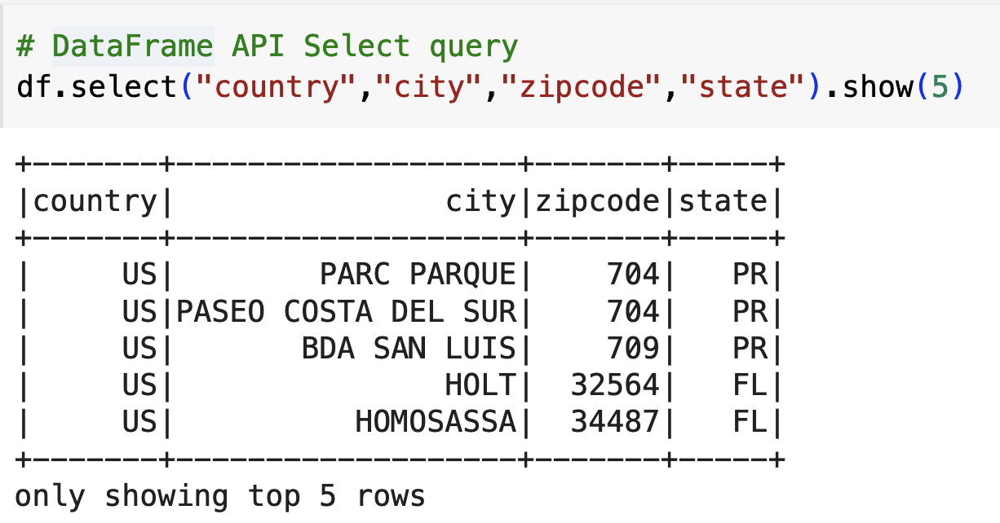 # DataFrame API Select query
df.select("country","city","zipcode","state").show(5)
+-------+-------------------+-------+-----+
|country|               city|zipcode|state|
+-------+-------------------+-------+-----+
|     US|        PARC PARQUE|    704|   PR|
|     US|PASEO COSTA DEL SUR|    704|   PR|
|     US|       BDA SAN LUIS|    709|   PR|
|     US|               HOLT|  32564|   FL|
|     US|          HOMOSASSA|  34487|   FL|
+-------+-------------------+-------+-----+
only showing top 5 rows